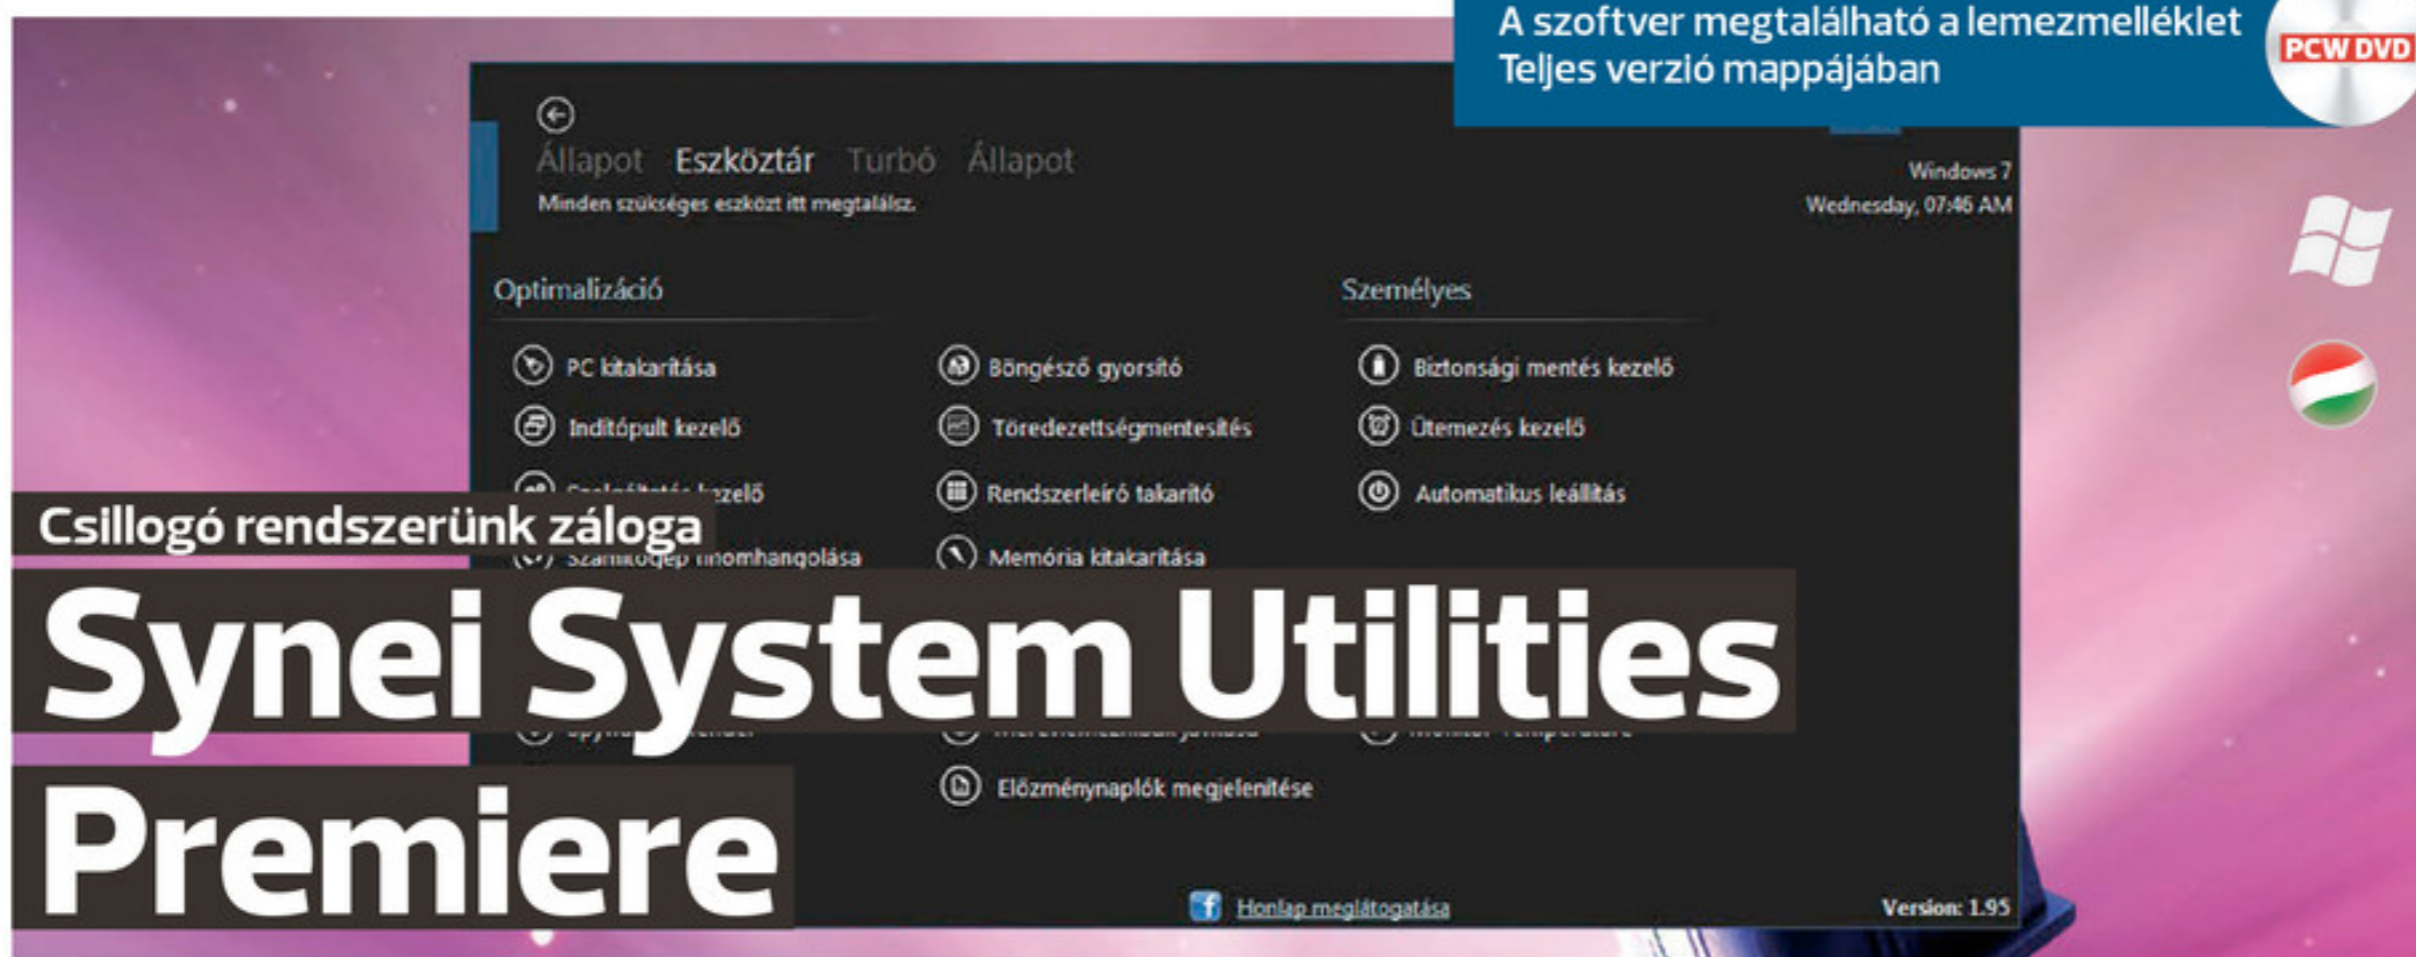 A szoftver megtalálható a lemezmelléklet
Teljes verzió mappájában
PCW DVD
Állapot Eszköztár Turbó Állapot
Minden szükséges eszközt itt megtalálsz.
Windows 7
Wednesday, 07:46 AM
Optimalizáció
Személyes
PC kitakarítása
Böngésző gyorsító
Biztonsági mentés kezelő
Indítópult kezelő
Töredezettségmentesítés
Ütemezés kezelő
kezelő
Rendszerleíró takarító
Automatikus leállítás
Csillogó rendszerünk záloga
Számítógép finomhangolása
Memória kitakarítása
Synei System Utilities
Premiere
Előzménynaplók megjelenítése
Honlap meglátogatása
Version: 1.95